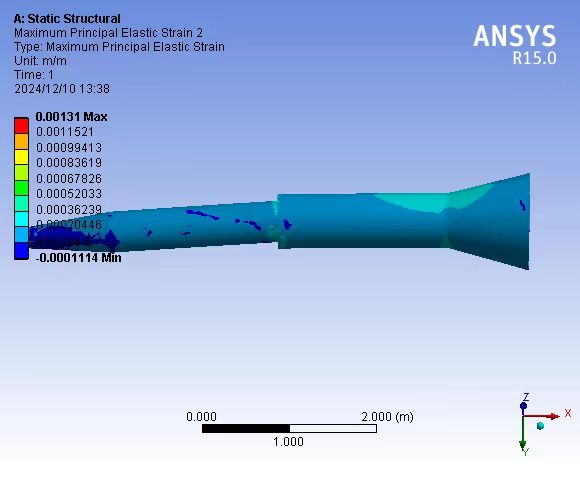 A: Static Structural
Maximum Principal Elastic Strain 2
Type: Maximum Principal Elastic Strain
Unit: m/m
Time: 1
2024/12/10 13:38
ANSYS
R15.0
0.00131 Max
0.0011521
0.00099413
0.00083619
0.00067826
0.00052033
0.00036239
0.00020446
-0.0001114 Min
0.000
2.000 (m)
1.000
Z
X
Y